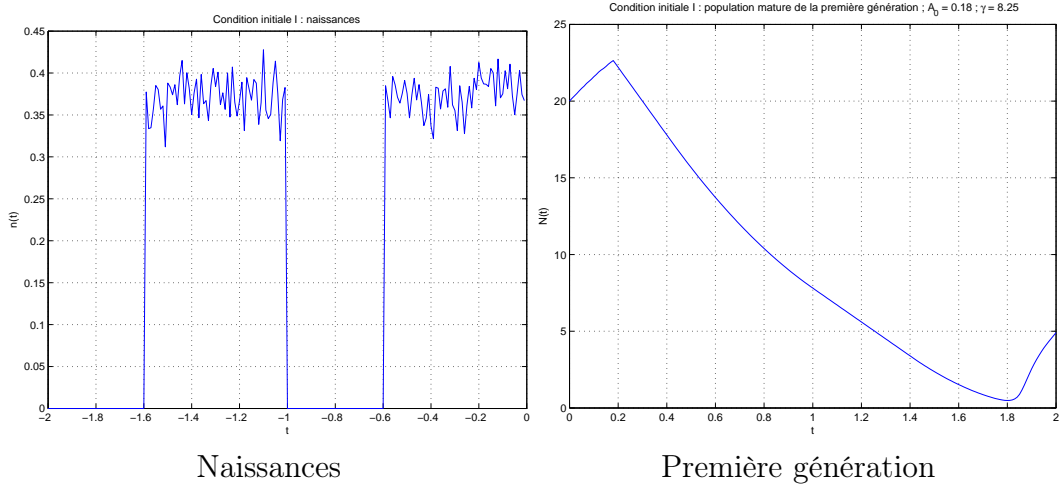 Condition initiale I : naissances
0.45
0.4
0.35
0.3
0.25
0.2
0.15
0.1
0.05
0
n(t)
−2 −1.8 −1.6 −1.4 −1.2 −1 −0.8 −0.6 −0.4 −0.2 0
t
Naissances
Condition initiale I : population mature de la première génération ; A_0 = 0.18 ; γ = 8.25
25
20
15
10
5
0
N(t)
0 0.2 0.4 0.6 0.8 1 1.2 1.4 1.6 1.8 2
t
Première génération